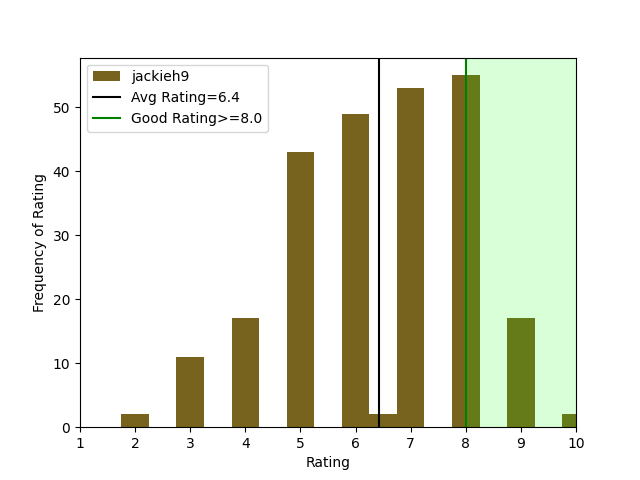 jackieh9
Avg Rating=6.4
Good Rating>=8.0
50
40
30
20
10
0
Frequency of Rating
1 2 3 4 5 6 7 8 9 10
Rating